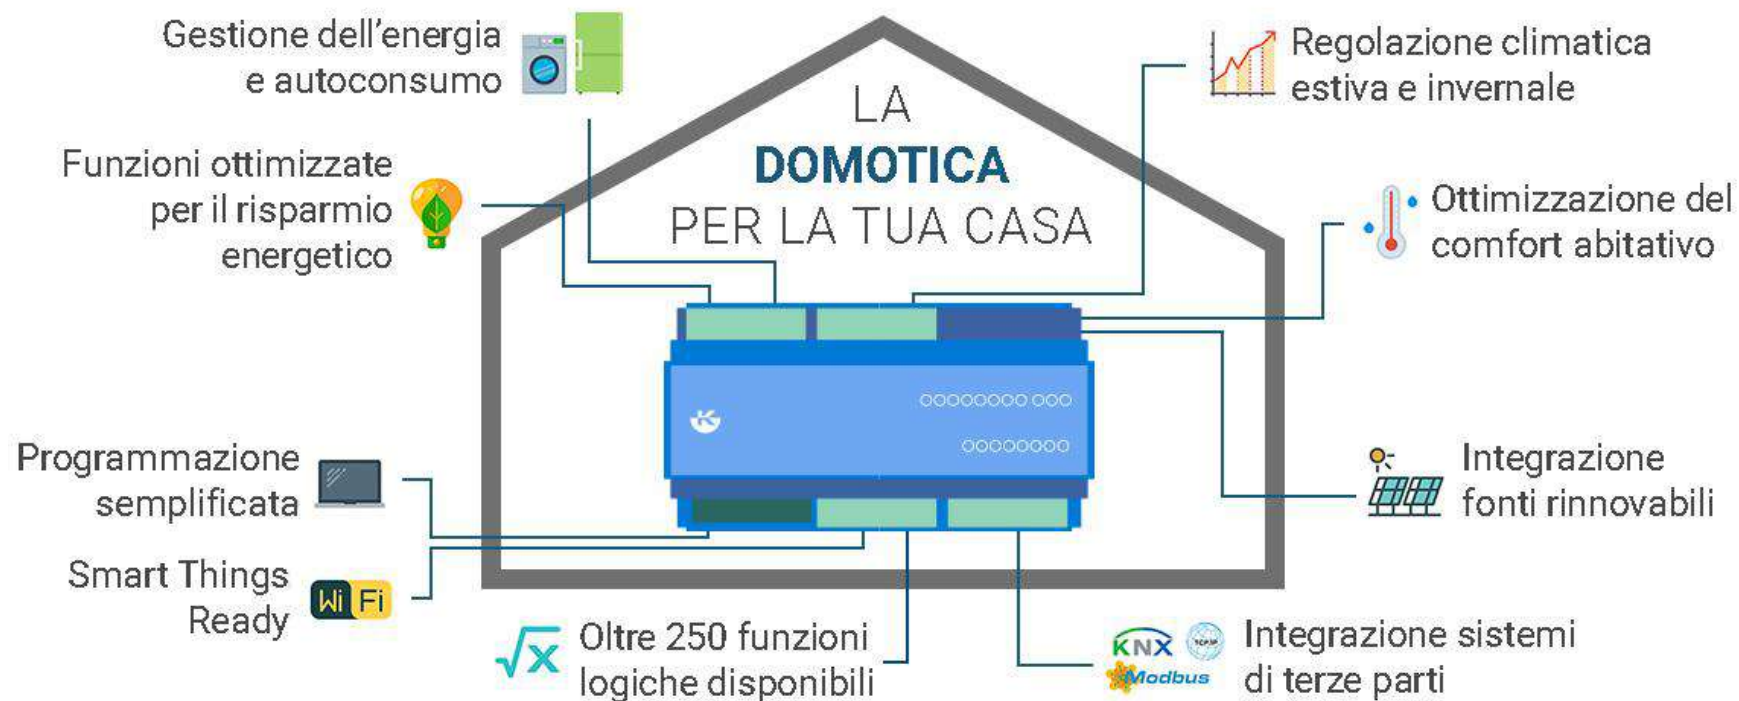 Gestione dell'energia
e autoconsumo
Funzioni ottimizzate
per il risparmio
energetico
Programmazione
semplificata
Smart Things
Ready
Wi Fi
LA
DOMOTICA
PER LA TUA CASA
K
Regolazione climatica
estiva e invernale
Ottimizzazione del
comfort abitativo
Integrazione
fonti rinnovabili
√x
Oltre 250 funzioni
logiche disponibili
KNX
TCP/IP
Modbus
Integrazione sistemi
di terze parti